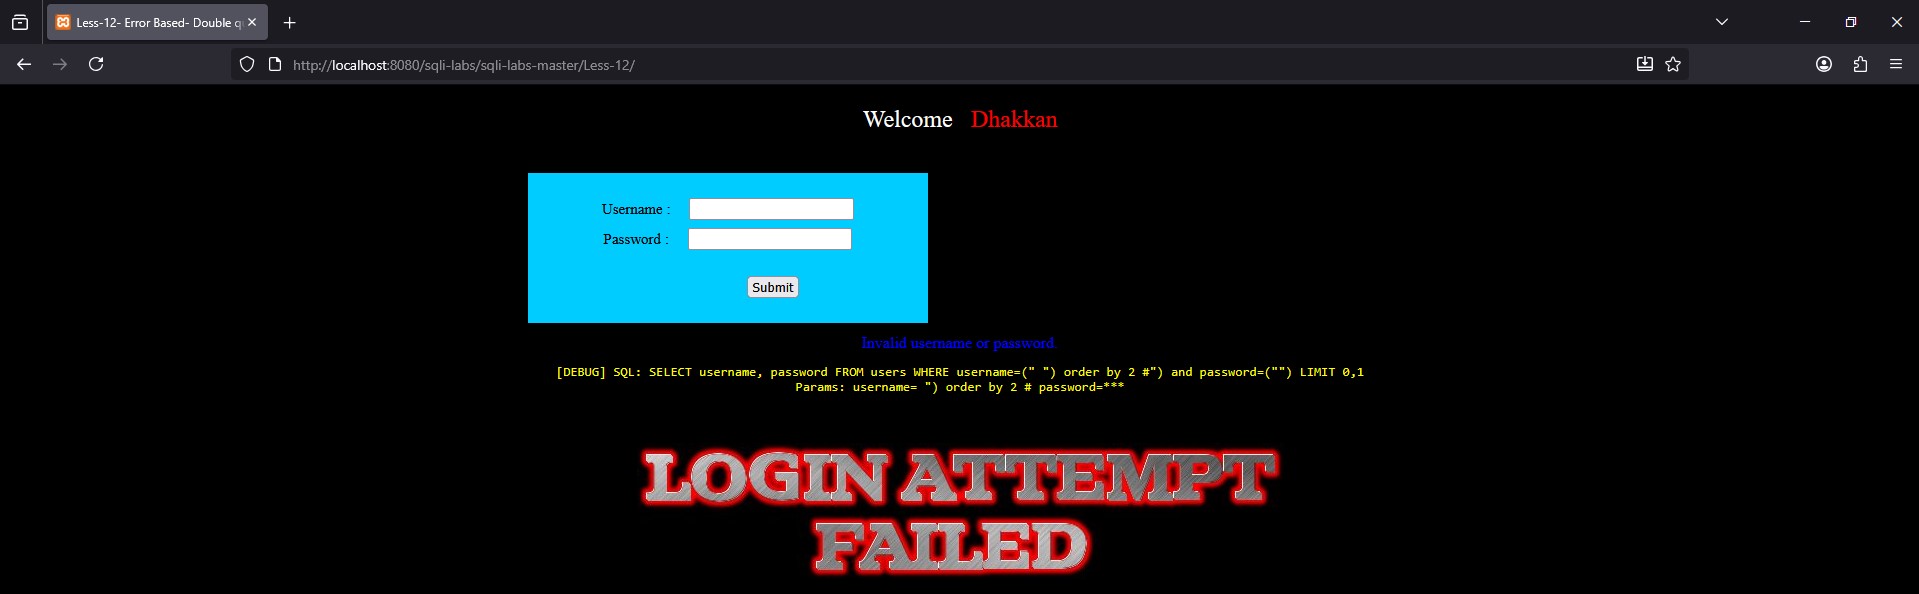 Less-12- Error Based- Double q
http://localhost:8080/sqli-labs/sqli-labs-master/Less-12/
Welcome Dhakkan
Username :
Password :
Submit
Invalid username or password.
[DEBUG] SQL: SELECT username, password FROM users WHERE username=(" ") order by 2 #") and password=("") LIMIT 0,1
Params: username= ") order by 2 # password=***
LOGIN ATTEMPT
FAILED